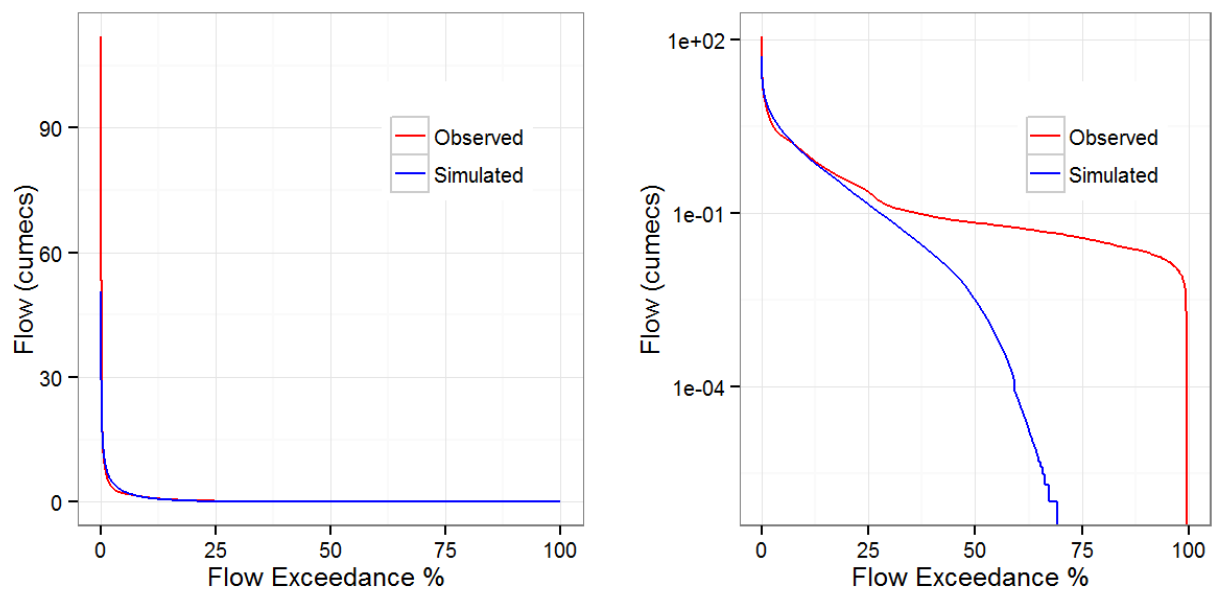 90
60
30
0
Flow (cumecs)
Observed
Simulated
0
25
50
75
100
Flow Exceedance %
1e+02
1e-01
1e-04
Flow (cumecs)
Observed
Simulated
0
25
50
75
100
Flow Exceedance %